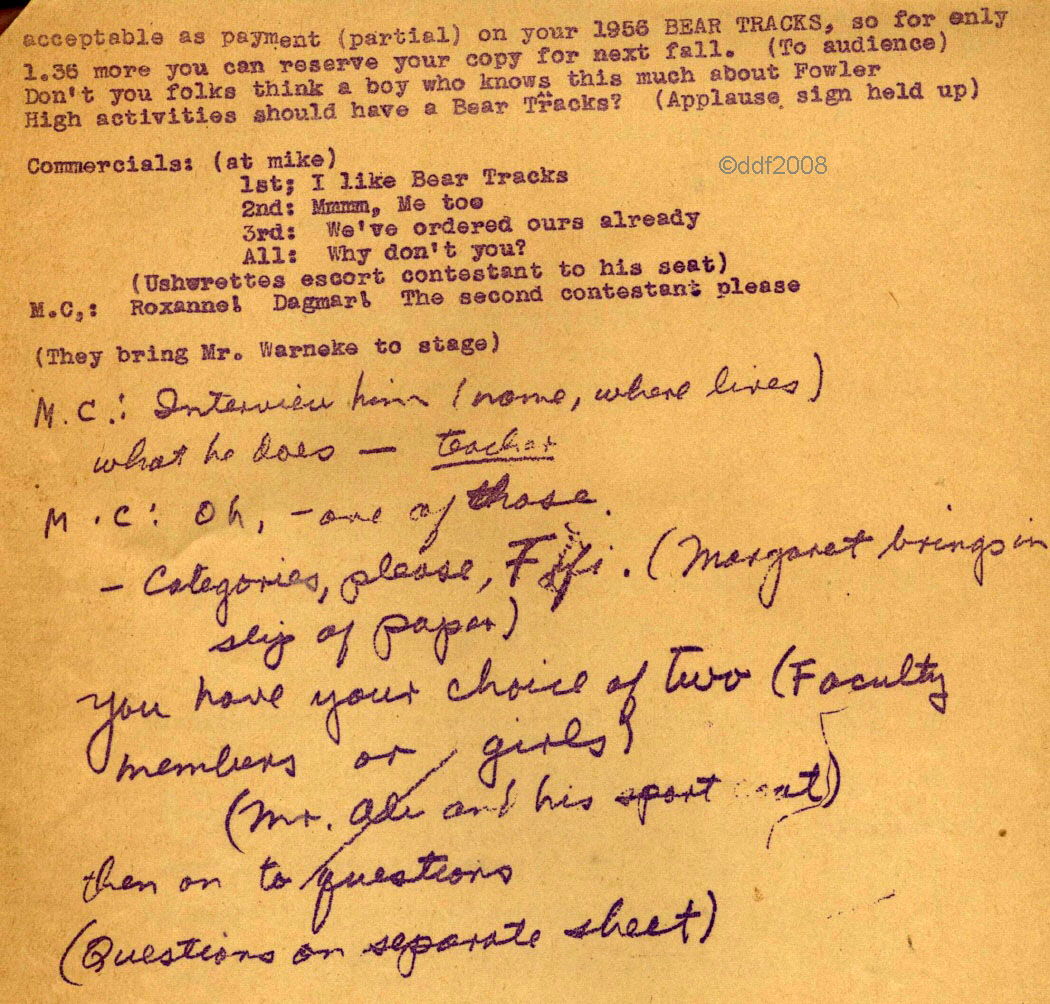 acceptable as payment (partial) on your 1956 BEAR TRACKS, so for only
1.36 more you can reserve your copy for next fall. (To audience)
Don't you folks think a boy who knows this much about Fowler
High activities should have a Bear Tracks? (Applause sign held up)
©ddf2008
Commercials: (at mike)
1st; I like Bear Tracks
2nd: Mmmm, Me too
3rd: We've ordered ours already
All: Why don't you?
(Usherettes escort contestant to his seat)
M.C,: Roxanne! Dagmar! The second contestant please
(They bring Mr. Warneke to stage)
M.C.: Interview him (name, where lives)
what he does — teacher
M.C: Oh, - one of those.
- Categories, please, Fifi. (Margaret brings in
slip of paper)
You have your choice of two (Faculty
members or girls)
(Mr. and his sport coat)
then on to questions
(Questions on separate sheet)